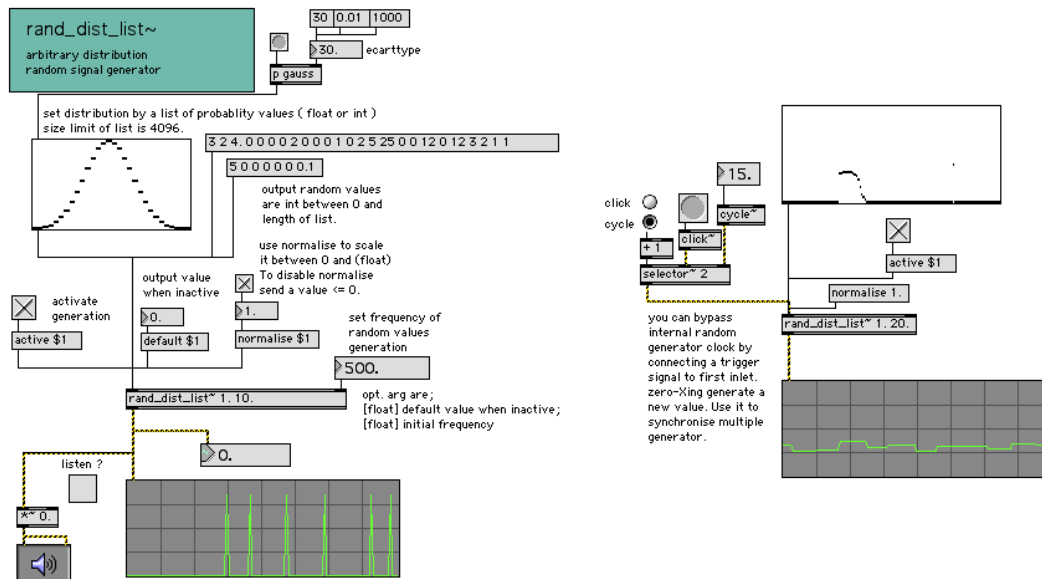 rand_dist_list~
arbitrary distribution
random signal generator
30 0.01 1000
30.
ecarttype
p gauss
set distribution by a list of probablity values ( float or int )
size limit of list is 4096.
3 2 4. 0 0 0 0 2 0 0 0 1 0 2 5 25 0 0 12 0 12 3 2 1 1
5 0 0 0 0 0 0.1
output random values
are int between 0 and
length of list.
use normalise to scale
it between 0 and (float)
To disable normalise
send a value <= 0.
activate
generation
active $1
output value
when inactive
0.
default $1
1.
normalise $1
set frequency of
random values
generation
500.
rand_dist_list~ 1. 10.
opt. arg are;
[float] default value when inactive;
[float] initial frequency
0.
listen ?
*~ 0.
15.
click
cycle
cycle~
click~
+ 1
selector~ 2
active $1
normalise 1.
rand_dist_list~ 1. 20.
you can bypass
internal random
generator clock by
connecting a trigger
signal to first inlet.
zero-Xing generate a
new value. Use it to
synchronise multiple
generator.